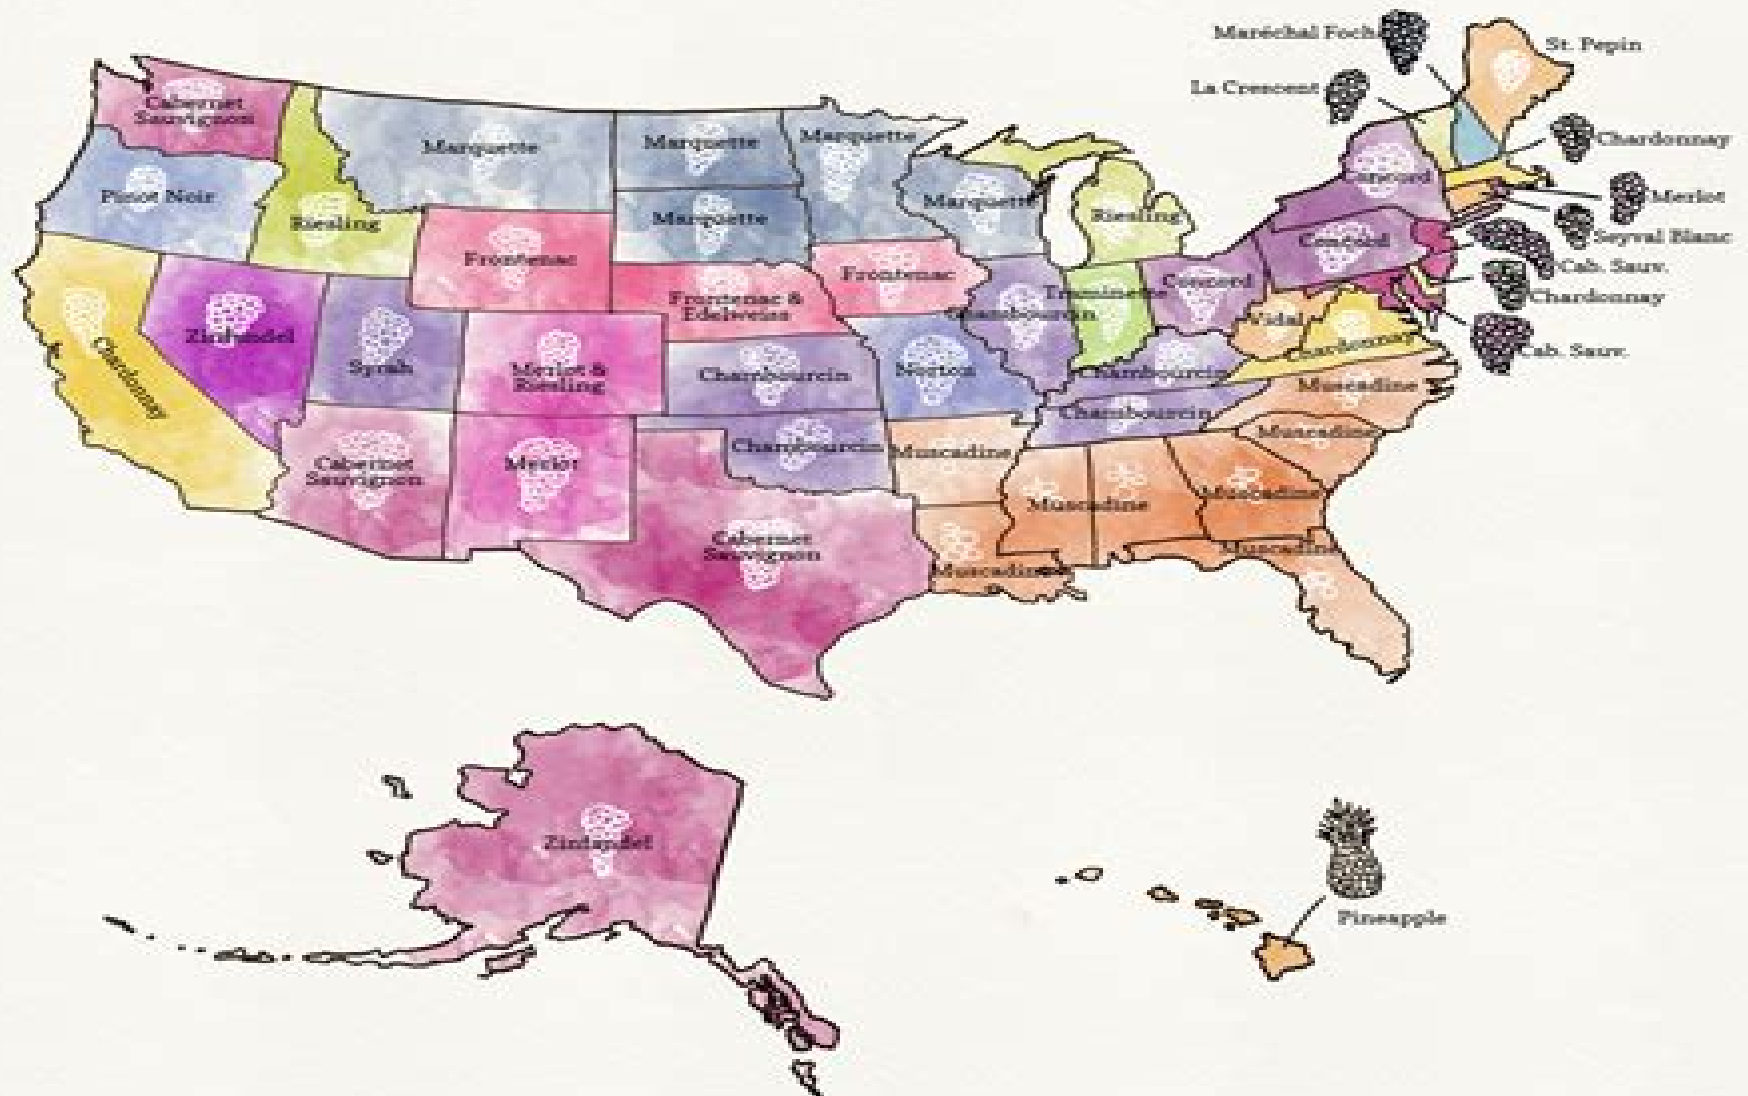 Maréchal Foch
St. Pepin
La Crescent
Cabernet
Sauvignon
Marquette
Marquette
Marquette
Chardonnay
Concord
Pinot Noir
Riesling
Marquette
Marquette
Riesling
Merlot
Seyval Blanc
Concord
Frontenac
Frontenac
Cab. Sauv.
Concord
Traminette
Chardonnay
Frontenac &
Edelweiss
Chambourcin
Vidal
Zinfandel
Chardonnay
Cab. Sauv.
Syrah
Merlot &
Riesling
Chambourcin
Norton
Chambourcin
Muscadine
Chardonnay
Chambourcin
Muscadine
Chambourcin
Muscadine
Cabernet
Sauvignon
Merlot
Muscadine
Muscadine
Cabernet
Sauvignon
Muscadine
Muscadine
Zinfandel
Pineapple